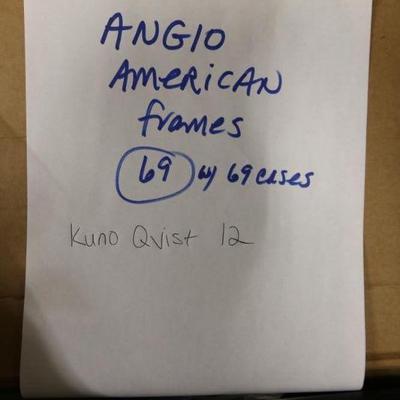 ANGlO
AmericAN
frames
69 w/ 69 cases
Kuno Qvist 12